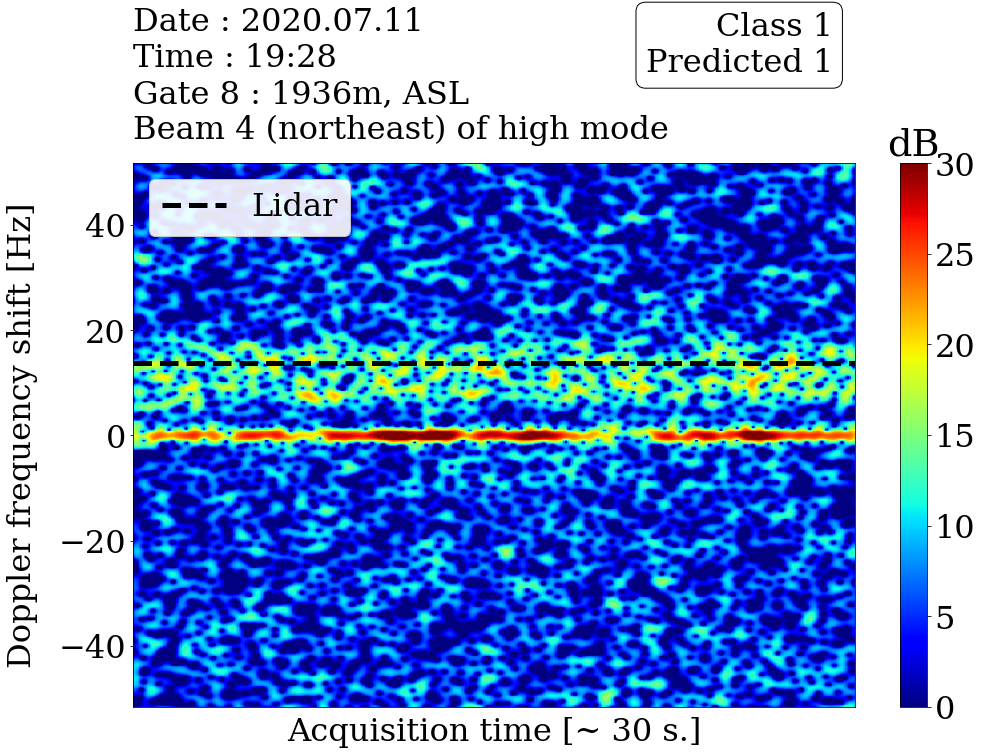 Date : 2020.07.11
Time : 19:28
Gate 8 : 1936m, ASL
Beam 4 (northeast) of high mode
Class 1
Predicted 1
dB
Lidar
Doppler frequency shift [Hz]
40
20
0
−20
−40
30
25
20
15
10
5
0
Acquisition time [~ 30 s.]